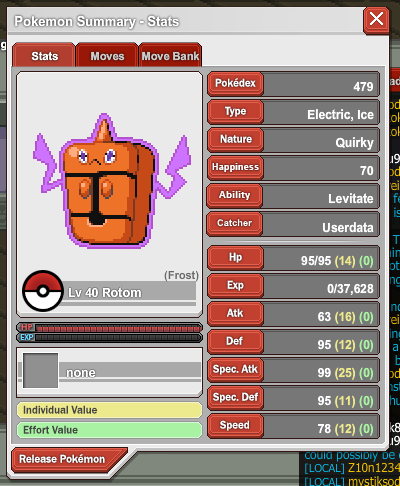 Pokemon Summary - Stats
Stats Moves Move Bank
Pokédex 479
Type Electric, Ice
Nature Quirky
Happiness 70
Ability Levitate
Catcher Userdata
(Frost)
Lv 40 Rotom
HP
EXP
none
Individual Value
Effort Value
Hp 95/95 (14) (0)
Exp 0/37,628
Atk 63 (16) (0)
Def 95 (12) (0)
Spec. Atk 99 (25) (0)
Spec. Def 95 (11) (0)
Speed 78 (12) (0)
Release Pokémon
could possibly be
[LOCAL] Z10n1234
[LOCAL] mystiksod